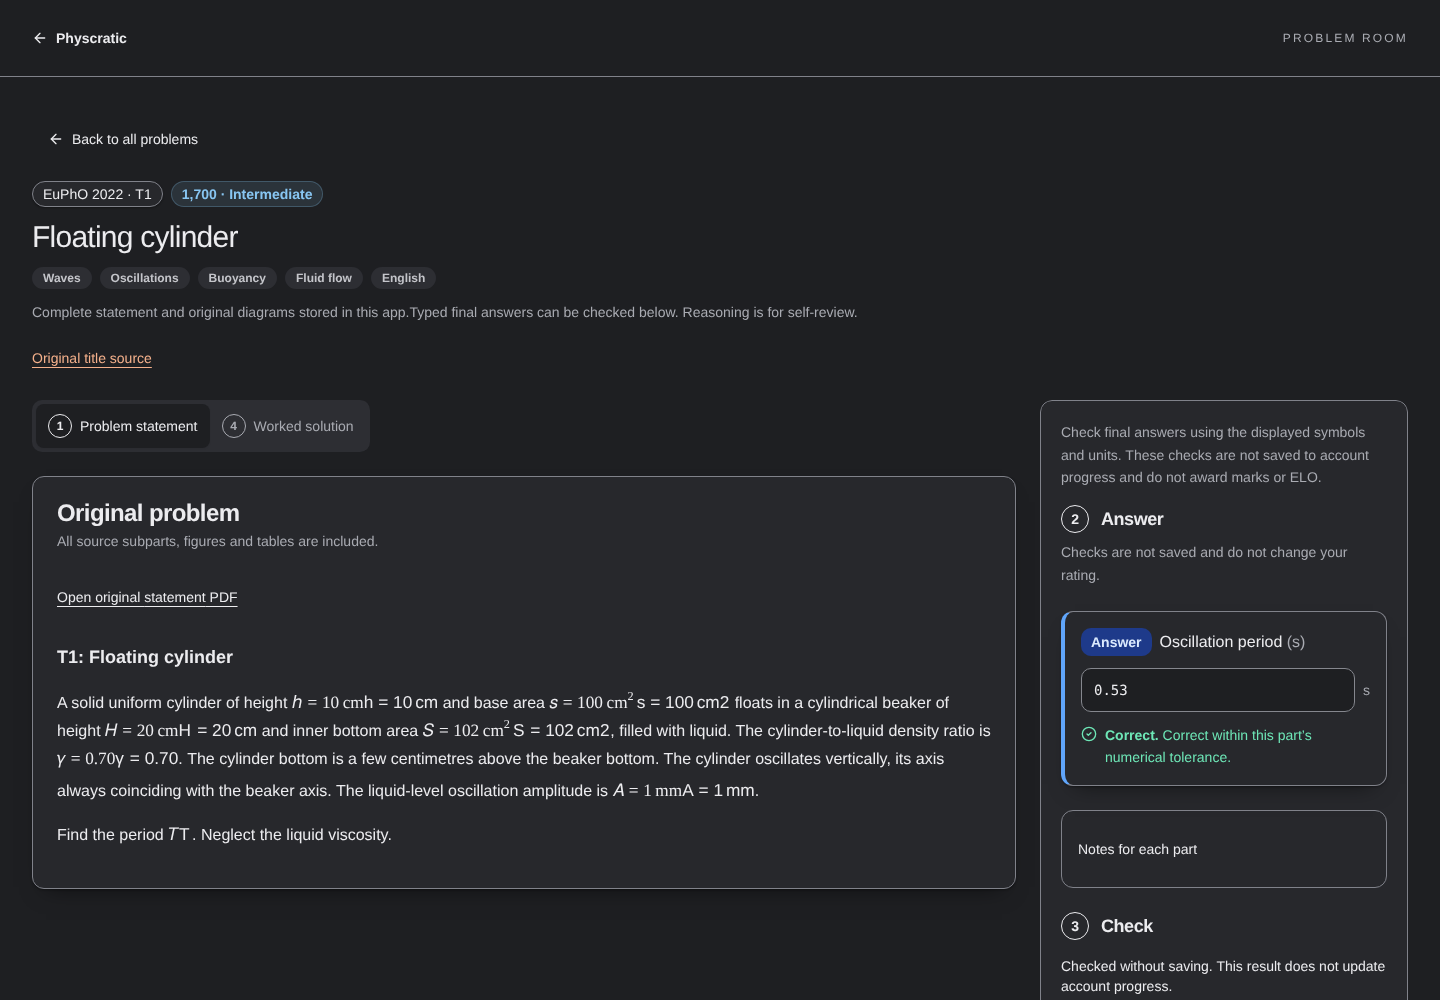 Physcratic
PROBLEM ROOM
Back to all problems
EuPhO 2022 · T1
1,700 · Intermediate
Floating cylinder
Waves
Oscillations
Buoyancy
Fluid flow
English
Complete statement and original diagrams stored in this app.Typed final answers can be checked below. Reasoning is for self-review.
Original title source
1 Problem statement
4 Worked solution
Original problem
All source subparts, figures and tables are included.
Open original statement PDF
T1: Floating cylinder
A solid uniform cylinder of height h = 10 cmh = 10 cm and base area s = 100 cm² s = 100 cm2 floats in a cylindrical beaker of
height H = 20 cmH = 20 cm and inner bottom area S = 102 cm² S = 102 cm2, filled with liquid. The cylinder-to-liquid density ratio is
γ = 0.70γ = 0.70. The cylinder bottom is a few centimetres above the beaker bottom. The cylinder oscillates vertically, its axis
always coinciding with the beaker axis. The liquid-level oscillation amplitude is A = 1 mmA = 1 mm.
Find the period TT. Neglect the liquid viscosity.
Check final answers using the displayed symbols
and units. These checks are not saved to account
progress and do not award marks or ELO.
2 Answer
Checks are not saved and do not change your
rating.
Answer Oscillation period (s)
0.53 s
Correct. Correct within this part's
numerical tolerance.
Notes for each part
3 Check
Checked without saving. This result does not update
account progress.